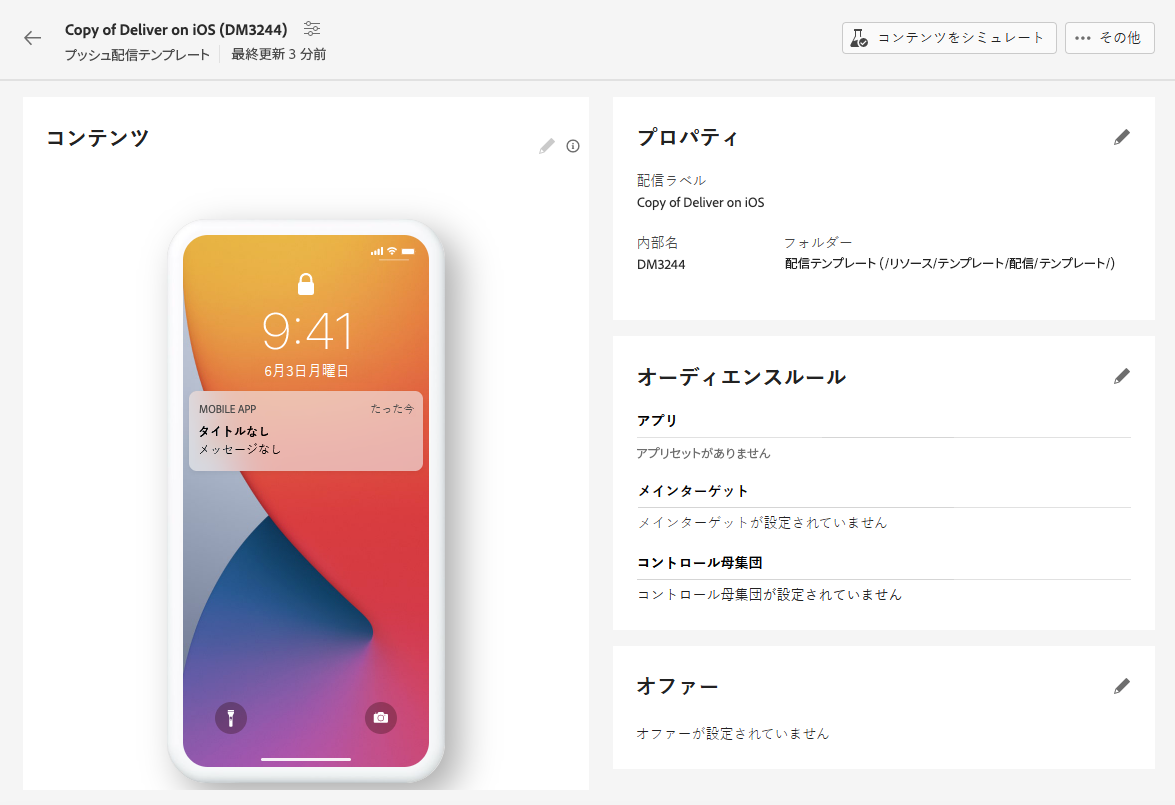 Copy of Deliver on iOS (DM3244)
プッシュ配信テンプレート 最終更新 3 分前
コンテンツをシミュレート
その他
コンテンツ
9:41
6月3日月曜日
MOBILE APP たった今
タイトルなし
メッセージなし
プロパティ
配信ラベル
Copy of Deliver on iOS
内部名 フォルダー
DM3244 配信テンプレート (/リソース/テンプレート/配信/テンプレート/)
オーディエンスルール
アプリ
アプリセットがありません
メインターゲット
メインターゲットが設定されていません
コントロール母集団
コントロール母集団が設定されていません
オファー
オファーが設定されていません